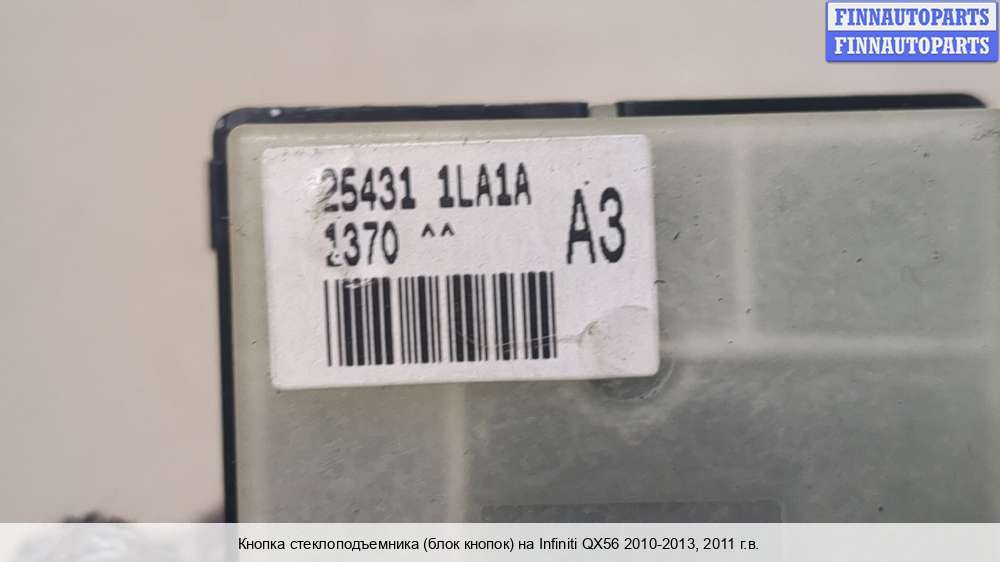 FINNAUTOPARTS
FINNAUTOPARTS
25431 1LA1A
1370 ^^
A3
Кнопка стеклоподъемника (блок кнопок) на Infiniti QX56 2010-2013, 2011 г.в.